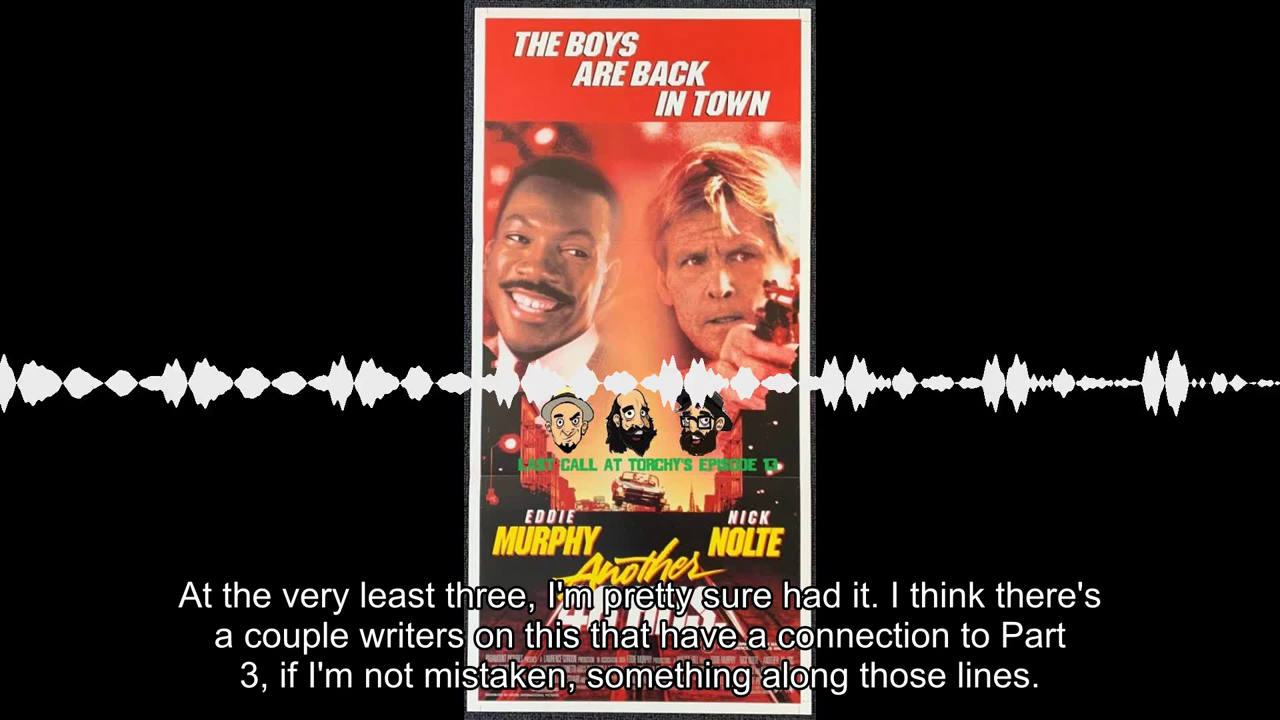 THE BOYS
ARE BACK
IN TOWN
LAST CALL AT TORCHY'S EPISODE 13
EDDIE NICK
MURPHY NOLTE
Another
At the very least three, I'm pretty sure had it. I think there's
a couple writers on this that have a connection to Part
3, if I'm not mistaken, something along those lines.